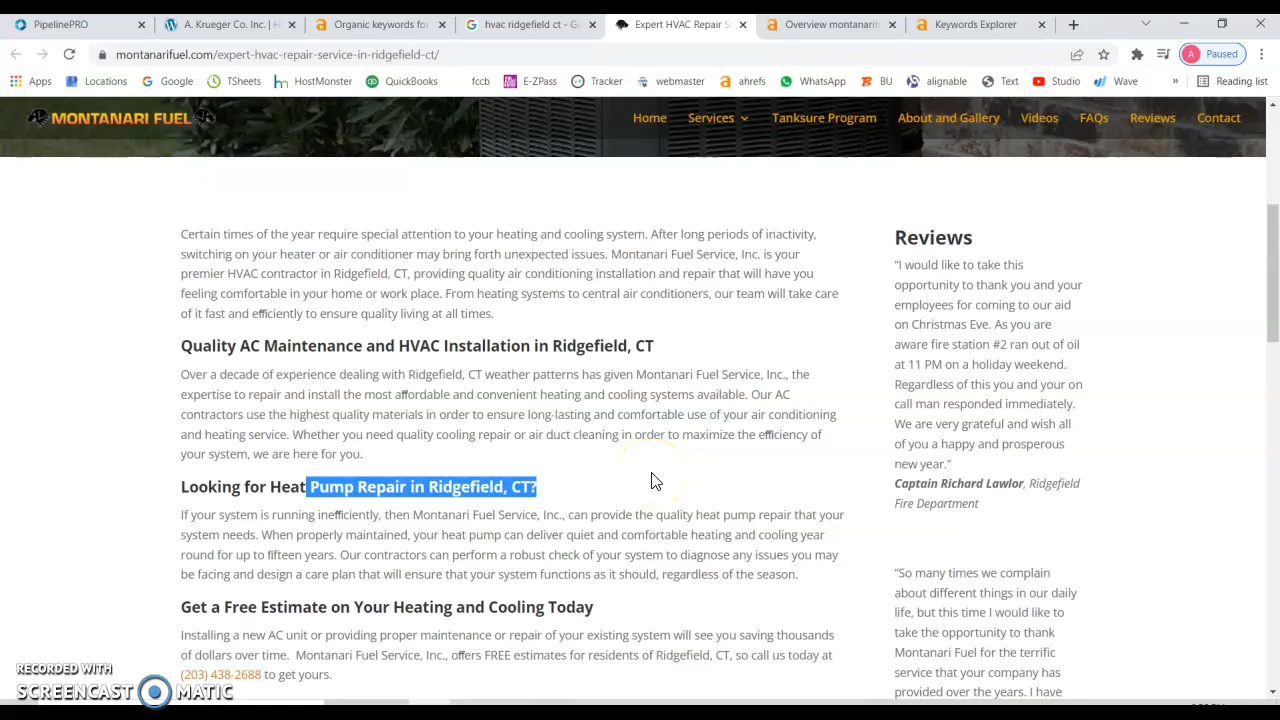 PipelinePRO
A. Krueger Co. Inc. | H
Organic keywords fo
hvac ridgefield ct - G
Expert HVAC Repair S
Overview montanarif
Keywords Explorer
montanarifuel.com/expert-hvac-repair-service-in-ridgefield-ct/
A Paused
Apps Locations Google TSheets HostMonster QuickBooks fccb E-ZPass Tracker webmaster ahrefs WhatsApp BU alignable Text Studio Wave » Reading list
MONTANARI FUEL
Home Services Tanksure Program About and Gallery Videos FAQs Reviews Contact
Certain times of the year require special attention to your heating and cooling system. After long periods of inactivity,
switching on your heater or air conditioner may bring forth unexpected issues. Montanari Fuel Service, Inc. is your
premier HVAC contractor in Ridgefield, CT, providing quality air conditioning installation and repair that will have you
feeling comfortable in your home or work place. From heating systems to central air conditioners, our team will take care
of it fast and efficiently to ensure quality living at all times.
Quality AC Maintenance and HVAC Installation in Ridgefield, CT
Over a decade of experience dealing with Ridgefield, CT weather patterns has given Montanari Fuel Service, Inc., the
expertise to repair and install the most affordable and convenient heating and cooling systems available. Our AC
contractors use the highest quality materials in order to ensure long-lasting and comfortable use of your air conditioning
and heating service. Whether you need quality cooling repair or air duct cleaning in order to maximize the efficiency of
your system, we are here for you.
Looking for Heat Pump Repair in Ridgefield, CT?
If your system is running inefficiently, then Montanari Fuel Service, Inc., can provide the quality heat pump repair that your
system needs. When properly maintained, your heat pump can deliver quiet and comfortable heating and cooling year
round for up to fifteen years. Our contractors can perform a robust check of your system to diagnose any issues you may
be facing and design a care plan that will ensure that your system functions as it should, regardless of the season.
Get a Free Estimate on Your Heating and Cooling Today
Installing a new AC unit or providing proper maintenance or repair of your existing system will see you saving thousands
of dollars over time. Montanari Fuel Service, Inc., offers FREE estimates for residents of Ridgefield, CT, so call us today at
(203) 438-2688 to get yours.
Reviews
“I would like to take this
opportunity to thank you and your
employees for coming to our aid
on Christmas Eve. As you are
aware fire station #2 ran out of oil
at 11 PM on a holiday weekend.
Regardless of this you and your on
call man responded immediately.
We are very grateful and wish all
of you a happy and prosperous
new year.”
Captain Richard Lawlor, Ridgefield
Fire Department
“So many times we complain
about different things in our daily
life, but this time I would like to
take the opportunity to thank
Montanari Fuel for the terrific
service that your company has
provided over the years. I have
RECORDED WITH
SCREENCAST MATIC